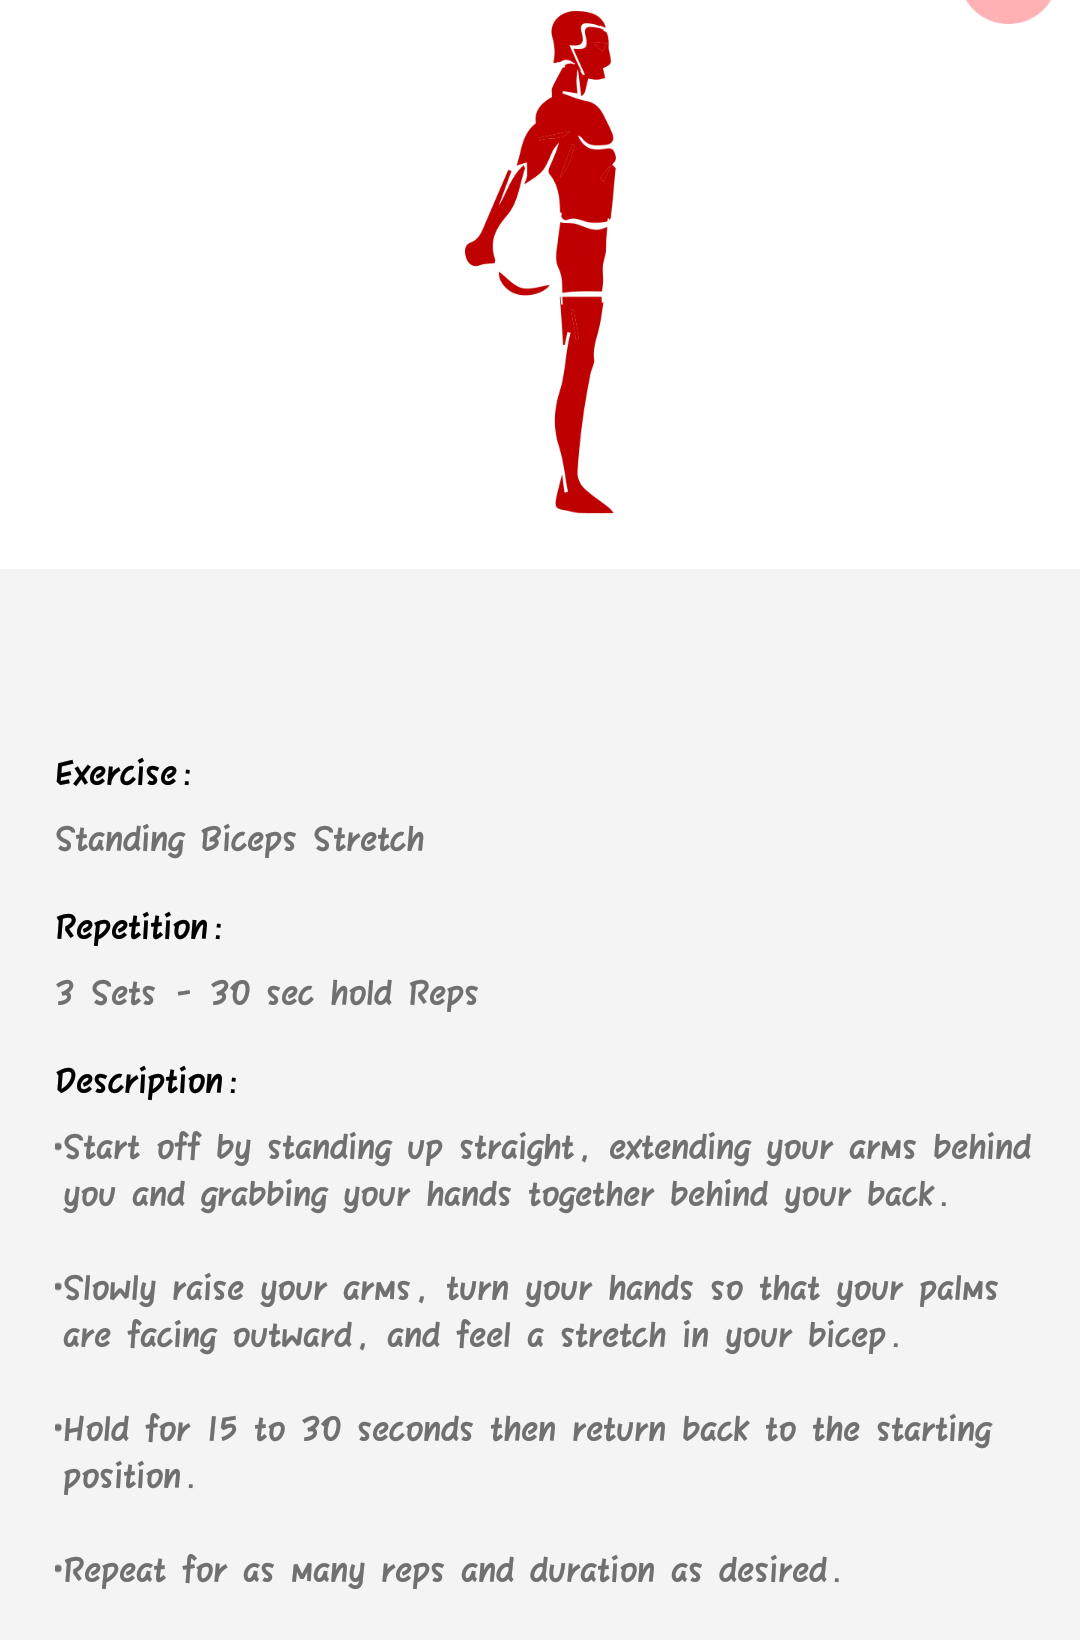 Exercise:
Standing Biceps Stretch
Repetition:
3 Sets - 30 sec hold Reps
Description:
•Start off by standing up straight, extending your arms behind
you and grabbing your hands together behind your back.
•Slowly raise your arms, turn your hands so that your palms
are facing outward, and feel a stretch in your bicep.
•Hold for 15 to 30 seconds then return back to the starting
position.
•Repeat for as many reps and duration as desired.